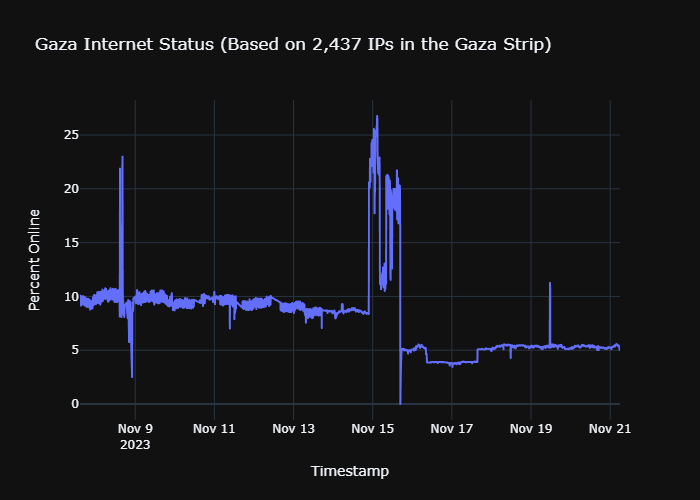 Gaza Internet Status (Based on 2,437 IPs in the Gaza Strip)
25
20
15
10
5
0
Percent Online
Nov 9 Nov 11 Nov 13 Nov 15 Nov 17 Nov 19 Nov 21
2023
Timestamp